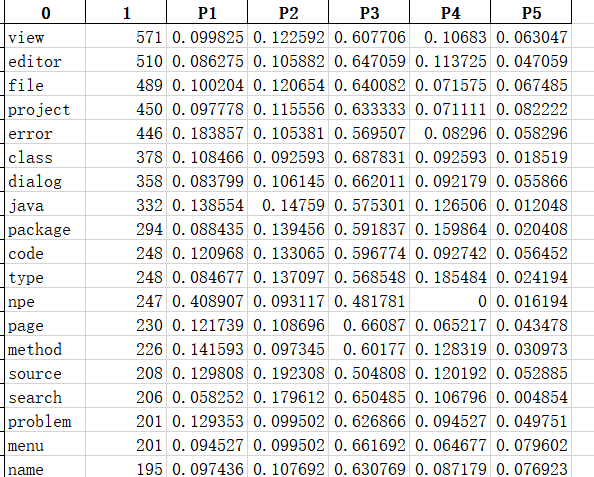 0 1 P1 P2 P3 P4 P5
view 571 0.099825 0.122592 0.607706 0.10683 0.063047
editor 510 0.086275 0.105882 0.647059 0.113725 0.047059
file 489 0.100204 0.120654 0.640082 0.071575 0.067485
project 450 0.097778 0.115556 0.633333 0.071111 0.082222
error 446 0.183857 0.105381 0.569507 0.08296 0.058296
class 378 0.108466 0.092593 0.687831 0.092593 0.018519
dialog 358 0.083799 0.106145 0.662011 0.092179 0.055866
java 332 0.138554 0.14759 0.575301 0.126506 0.012048
package 294 0.088435 0.139456 0.591837 0.159864 0.020408
code 248 0.120968 0.133065 0.596774 0.092742 0.056452
type 248 0.084677 0.137097 0.568548 0.185484 0.024194
npe 247 0.408907 0.093117 0.481781 0 0.016194
page 230 0.121739 0.108696 0.66087 0.065217 0.043478
method 226 0.141593 0.097345 0.60177 0.128319 0.030973
source 208 0.129808 0.192308 0.504808 0.120192 0.052885
search 206 0.058252 0.179612 0.650485 0.106796 0.004854
problem 201 0.129353 0.099502 0.626866 0.094527 0.049751
menu 201 0.094527 0.099502 0.661692 0.064677 0.079602
name 195 0.097436 0.107692 0.630769 0.087179 0.076923